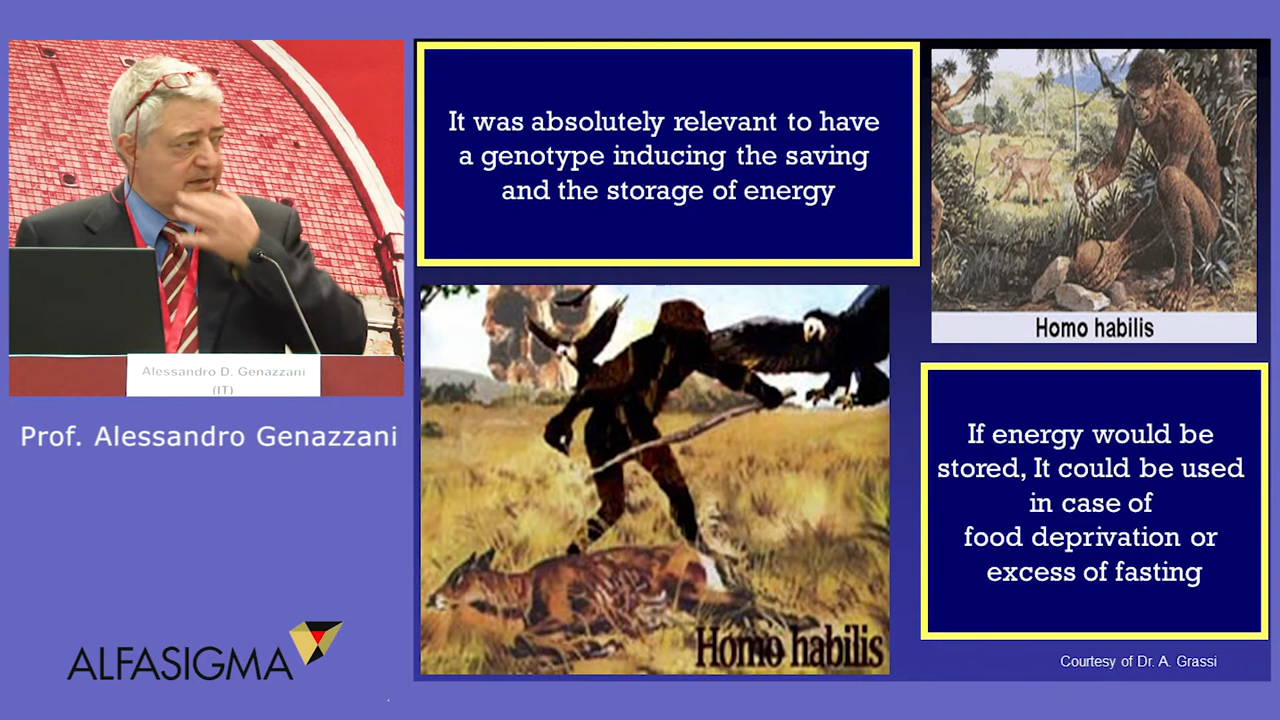 It was absolutely relevant to have
a genotype inducing the saving
and the storage of energy
Homo habilis
Alessandro D. Genazzani
(IT)
Prof. Alessandro Genazzani
If energy would be
stored, It could be used
in case of
food deprivation or
excess of fasting
Homo habilis
ALFASIGMA
Courtesy of Dr. A. Grassi